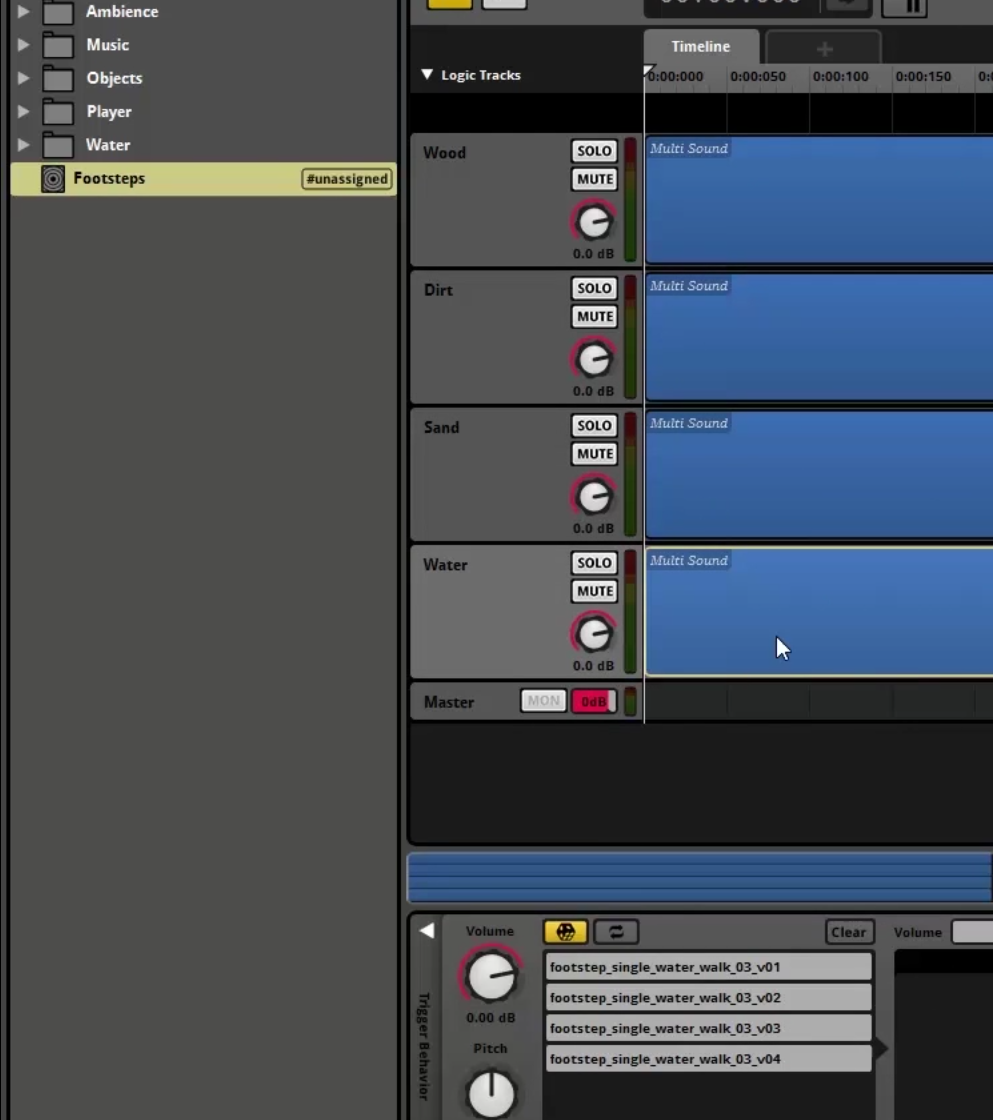 Ambience
Music
Objects
Player
Water
Footsteps #unassigned
Timeline +
Logic Tracks 0:00:000 0:00:050 0:00:100 0:00:150
Wood SOLO Multi Sound
MUTE
0.0 dB
Dirt SOLO Multi Sound
MUTE
0.0 dB
Sand SOLO Multi Sound
MUTE
0.0 dB
Water SOLO Multi Sound
MUTE
0.0 dB
Master MON 0dB
Volume Clear Volume
footstep_single_water_walk_03_v01
footstep_single_water_walk_03_v02
0.00 dB
footstep_single_water_walk_03_v03
Pitch
footstep_single_water_walk_03_v04
Trigger Behavior